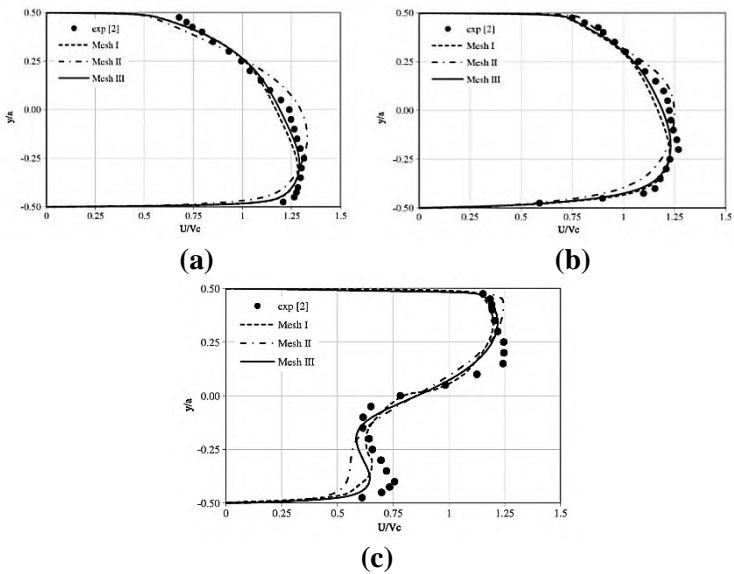 0.50
0.25
0.00
-0.25
-0.50
y/a
exp [2]
Mesh I
Mesh II
Mesh III
0
0.25
0.5
0.75
1
1.25
1.5
U/Vc
(a)
0.50
0.25
0.00
-0.25
-0.50
y/a
exp [2]
Mesh I
Mesh II
Mesh III
0
0.25
0.5
0.75
1
1.25
1.5
U/Vc
(b)
0.50
0.25
0.00
-0.25
-0.50
y/a
exp [2]
Mesh I
Mesh II
Mesh III
0
0.25
0.5
0.75
1
1.25
1.5
U/Vc
(c)